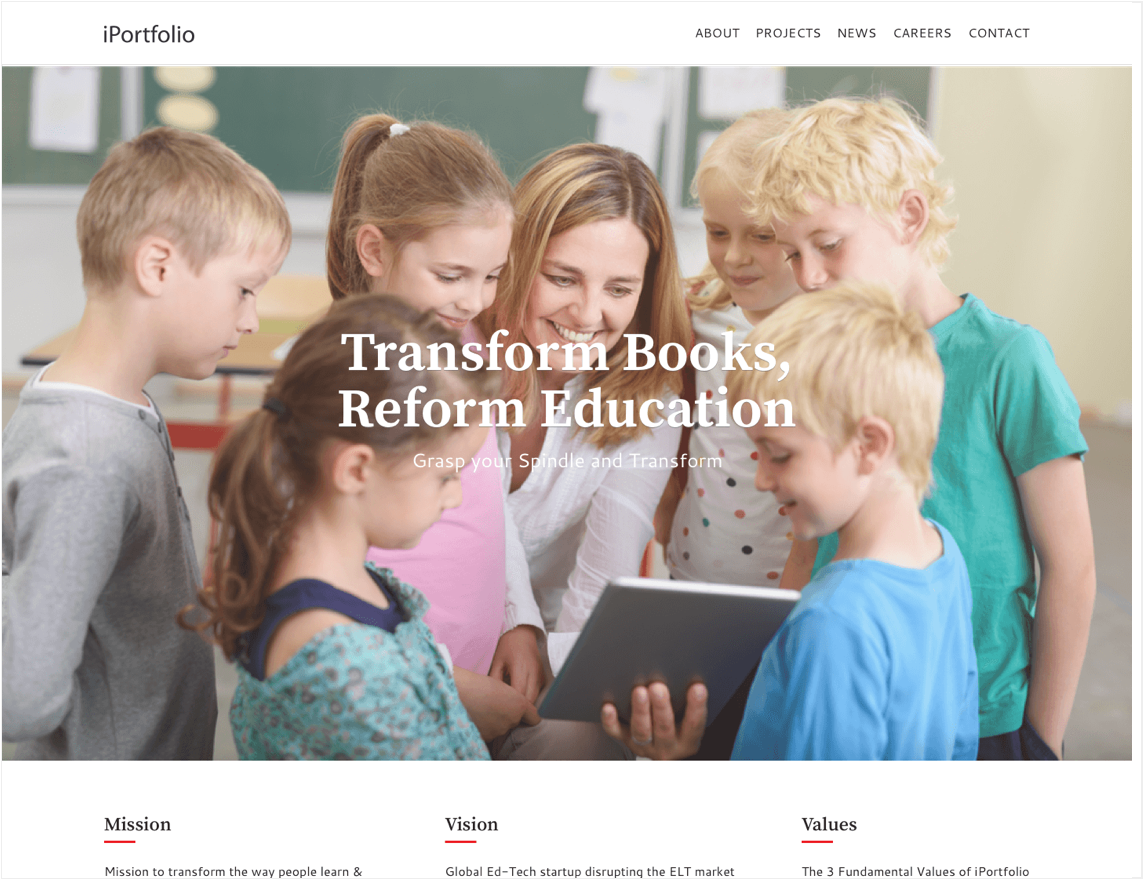 iPortfolio
ABOUT PROJECTS NEWS CAREERS CONTACT
Transform Books,
Reform Education
Grasp your Spindle and Transform
Mission
Vision
Values
Mission to transform the way people learn &
Global Ed-Tech startup disrupting the ELT market
The 3 Fundamental Values of iPortfolio